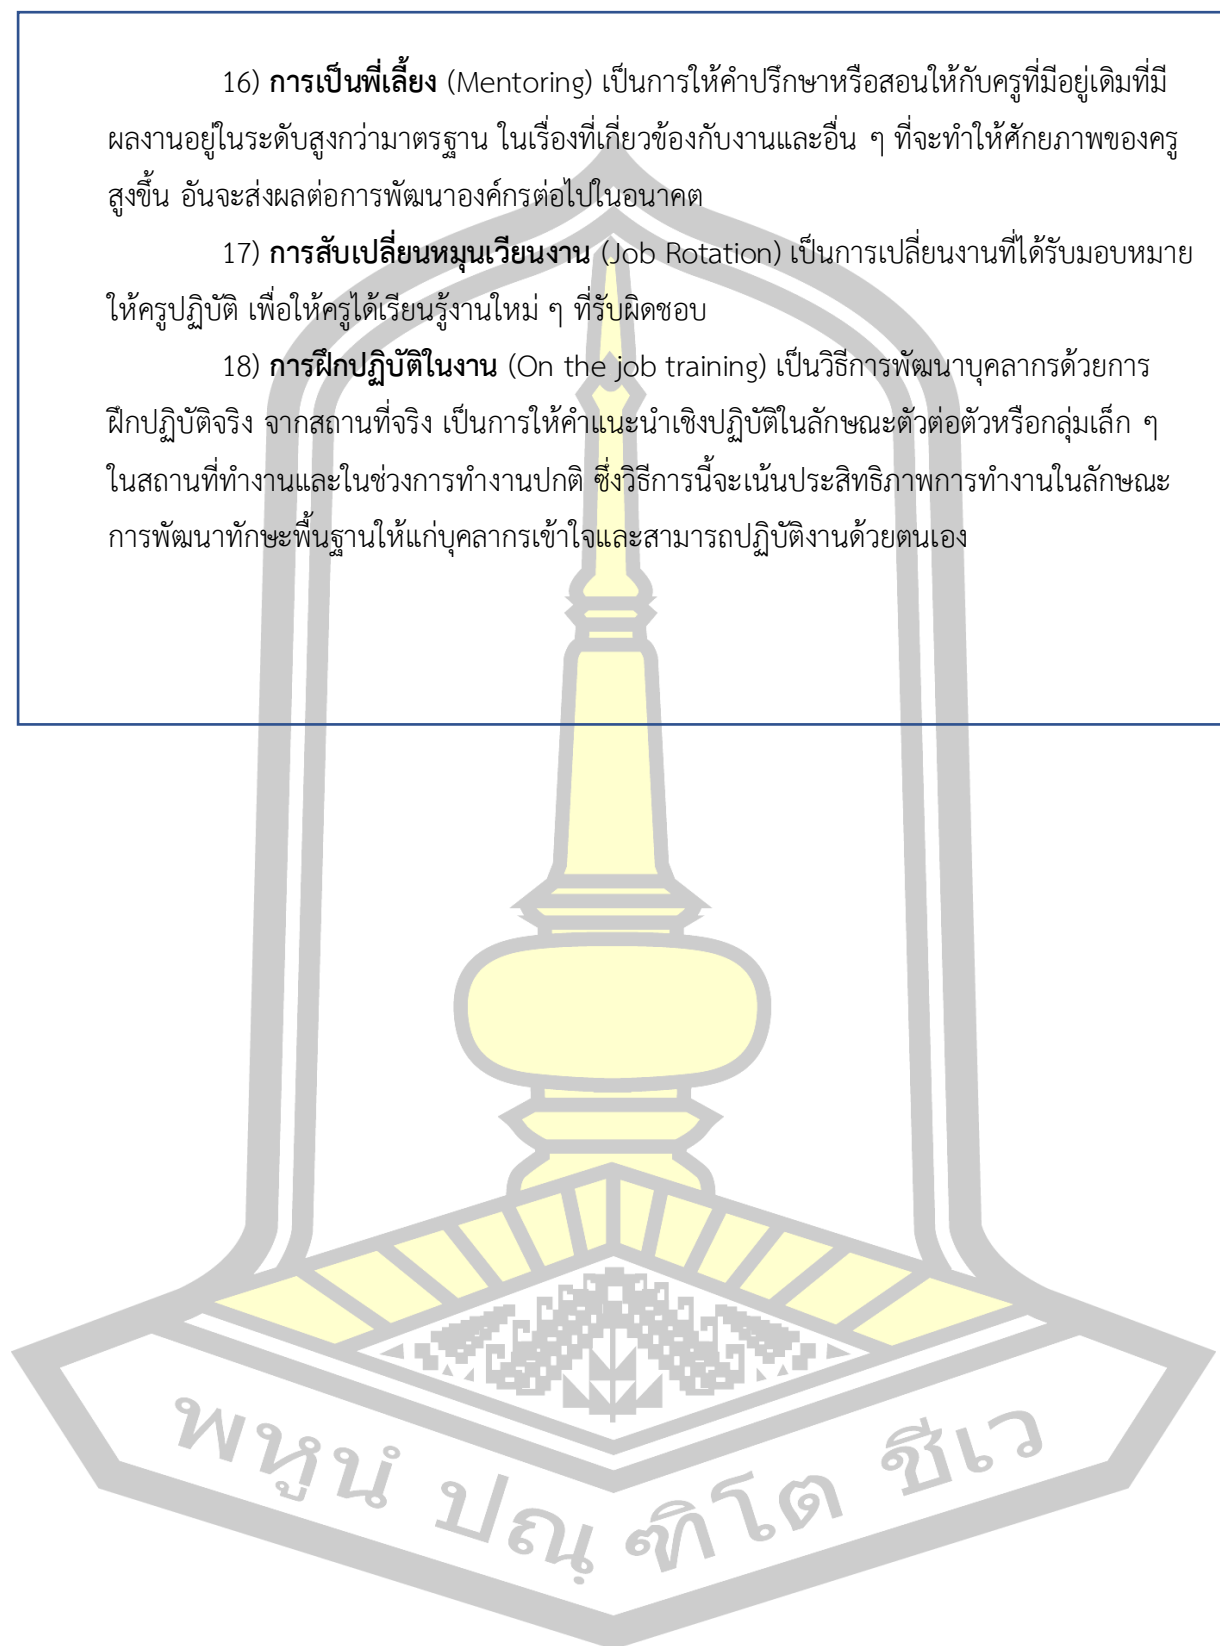 16) การเป็นพี่เลี้ยง (Mentoring) เป็นการให้คำปรึกษาหรือสอนให้กับครูที่มีอยู่เดิมที่มี
ผลงานอยู่ในระดับสูงกว่ามาตรฐาน ในเรื่องที่เกี่ยวข้องกับงานและอื่น ๆ ที่จะทำให้ศักยภาพของครู
สูงขึ้น อันจะส่งผลต่อการพัฒนาองค์กรต่อไปในอนาคต
17) การสับเปลี่ยนหมุนเวียนงาน (Job Rotation) เป็นการเปลี่ยนงานที่ได้รับมอบหมาย
ให้ครูปฏิบัติ เพื่อให้ครูได้เรียนรู้งานใหม่ ๆ ที่รับผิดชอบ
18) การฝึกปฏิบัติในงาน (On the job training) เป็นวิธีการพัฒนาบุคลากรด้วยการ
ฝึกปฏิบัติจริง จากสถานที่จริง เป็นการให้คำแนะนำเชิงปฏิบัติในลักษณะตัวต่อตัวหรือกลุ่มเล็ก ๆ
ในสถานที่ทำงานและในช่วงการทำงานปกติ ซึ่งวิธีการนี้จะเน้นประสิทธิภาพการทำงานในลักษณะ
การพัฒนาทักษะพื้นฐานให้แก่บุคลากรเข้าใจและสามารถปฏิบัติงานด้วยตนเอง
พหูนํ ปณฺฑิโต ชีเว